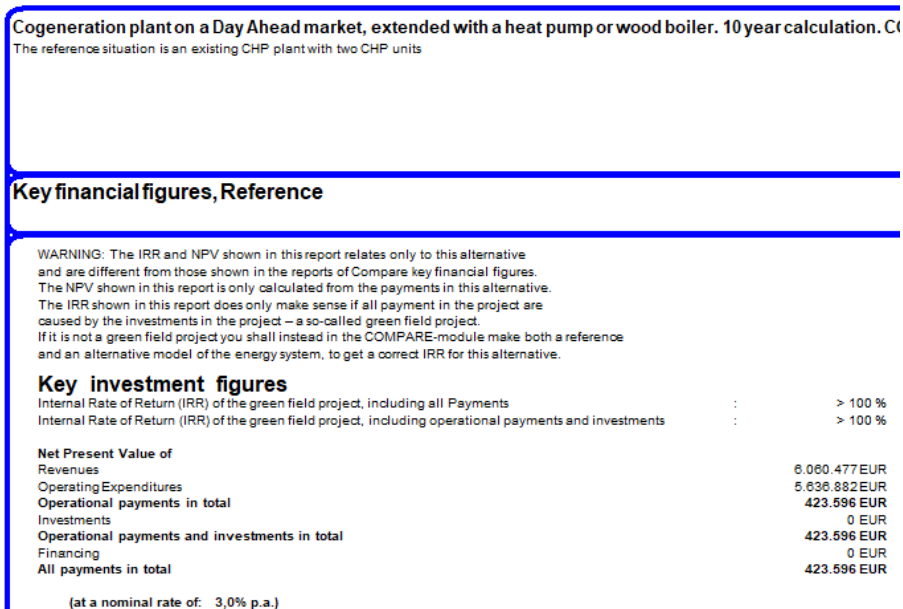 Cogeneration plant on a Day Ahead market, extended with a heat pump or wood boiler. 10 year calculation.
The reference situation is an existing CHP plant with two CHP units
Key financial figures, Reference
WARNING: The IRR and NPV shown in this report relates only to this alternative
and are different from those shown in the reports of Compare key financial figures.
The NPV shown in this report is only calculated from the payments in this alternative.
The IRR shown in this report does only make sense if all payment in the project are
caused by the investments in the project – a so-called green field project.
If it is not a green field project you shall instead in the COMPARE-module make both a reference
and an alternative model of the energy system, to get a correct IRR for this alternative.
Key investment figures
Internal Rate of Return (IRR) of the green field project, including all Payments : > 100 %
Internal Rate of Return (IRR) of the green field project, including operational payments and investments : > 100 %
Net Present Value of
Revenues 6.060.477 EUR
Operating Expenditures 5.636.882 EUR
Operational payments in total 423.596 EUR
Investments 0 EUR
Operational payments and investments in total 423.596 EUR
Financing 0 EUR
All payments in total 423.596 EUR
(at a nominal rate of: 3,0% p.a.)